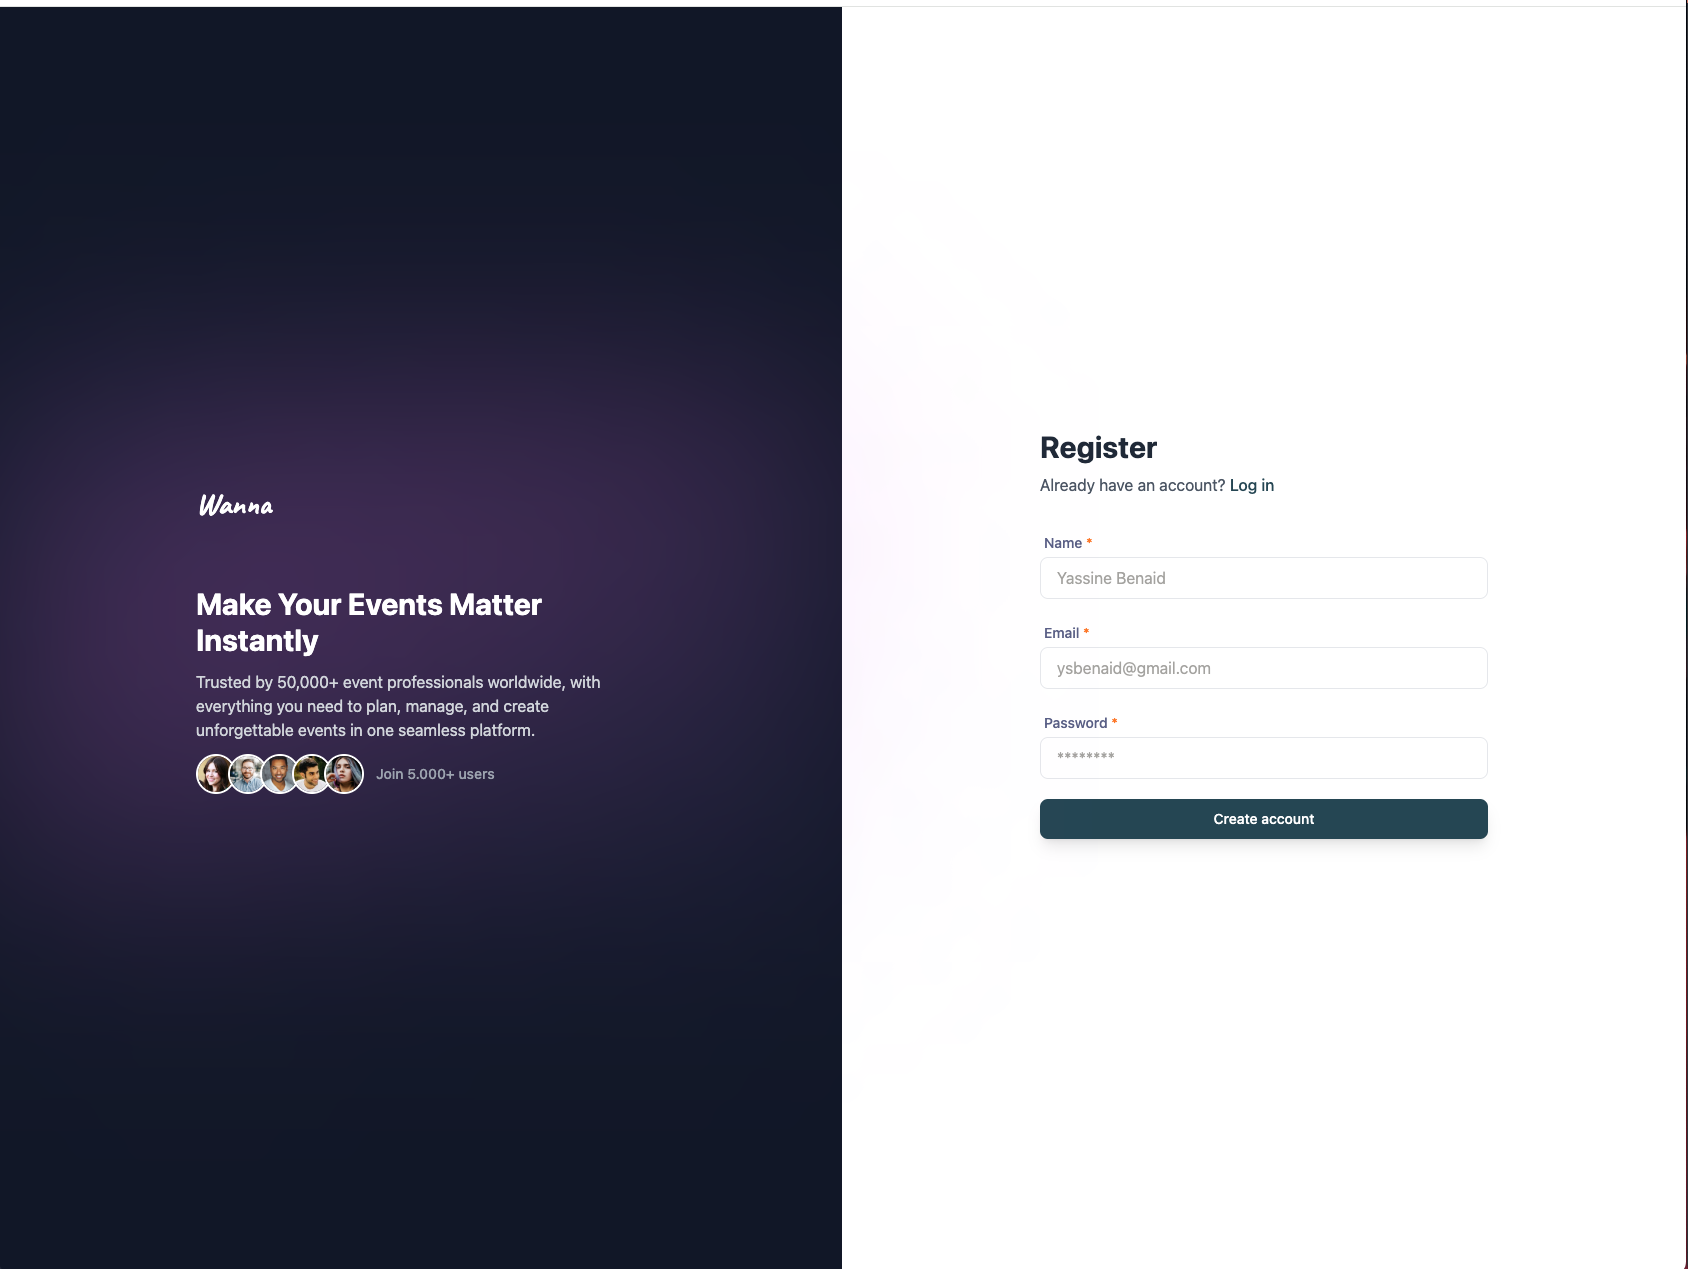 Wanna
Make Your Events Matter
Instantly
Trusted by 50,000+ event professionals worldwide, with
everything you need to plan, manage, and create
unforgettable events in one seamless platform.
Join 5.000+ users
Register
Already have an account? Log in
Name *
Yassine Benaid
Email *
ysbenaid@gmail.com
Password *
********
Create account